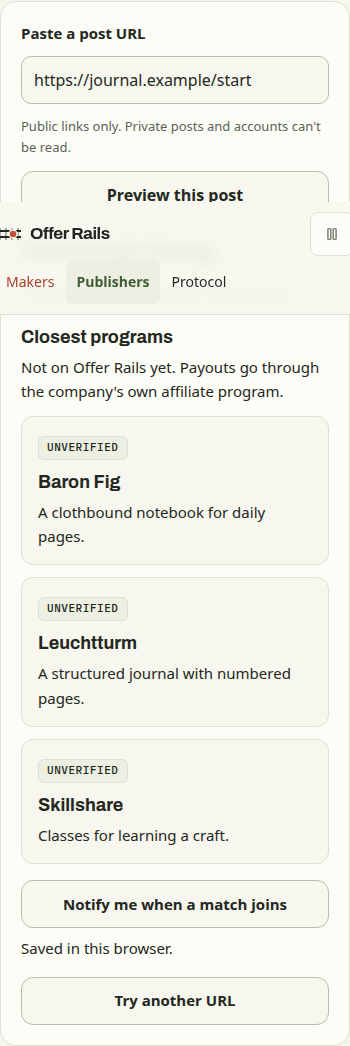 Paste a post URL
https://journal.example/start
Public links only. Private posts and accounts can't
be read.
Preview this post
Offer Rails
Makers
Publishers
Protocol
Closest programs
Not on Offer Rails yet. Payouts go through
the company's own affiliate program.
UNVERIFIED
Baron Fig
A clothbound notebook for daily
pages.
UNVERIFIED
Leuchtturm
A structured journal with numbered
pages.
UNVERIFIED
Skillshare
Classes for learning a craft.
Notify me when a match joins
Saved in this browser.
Try another URL